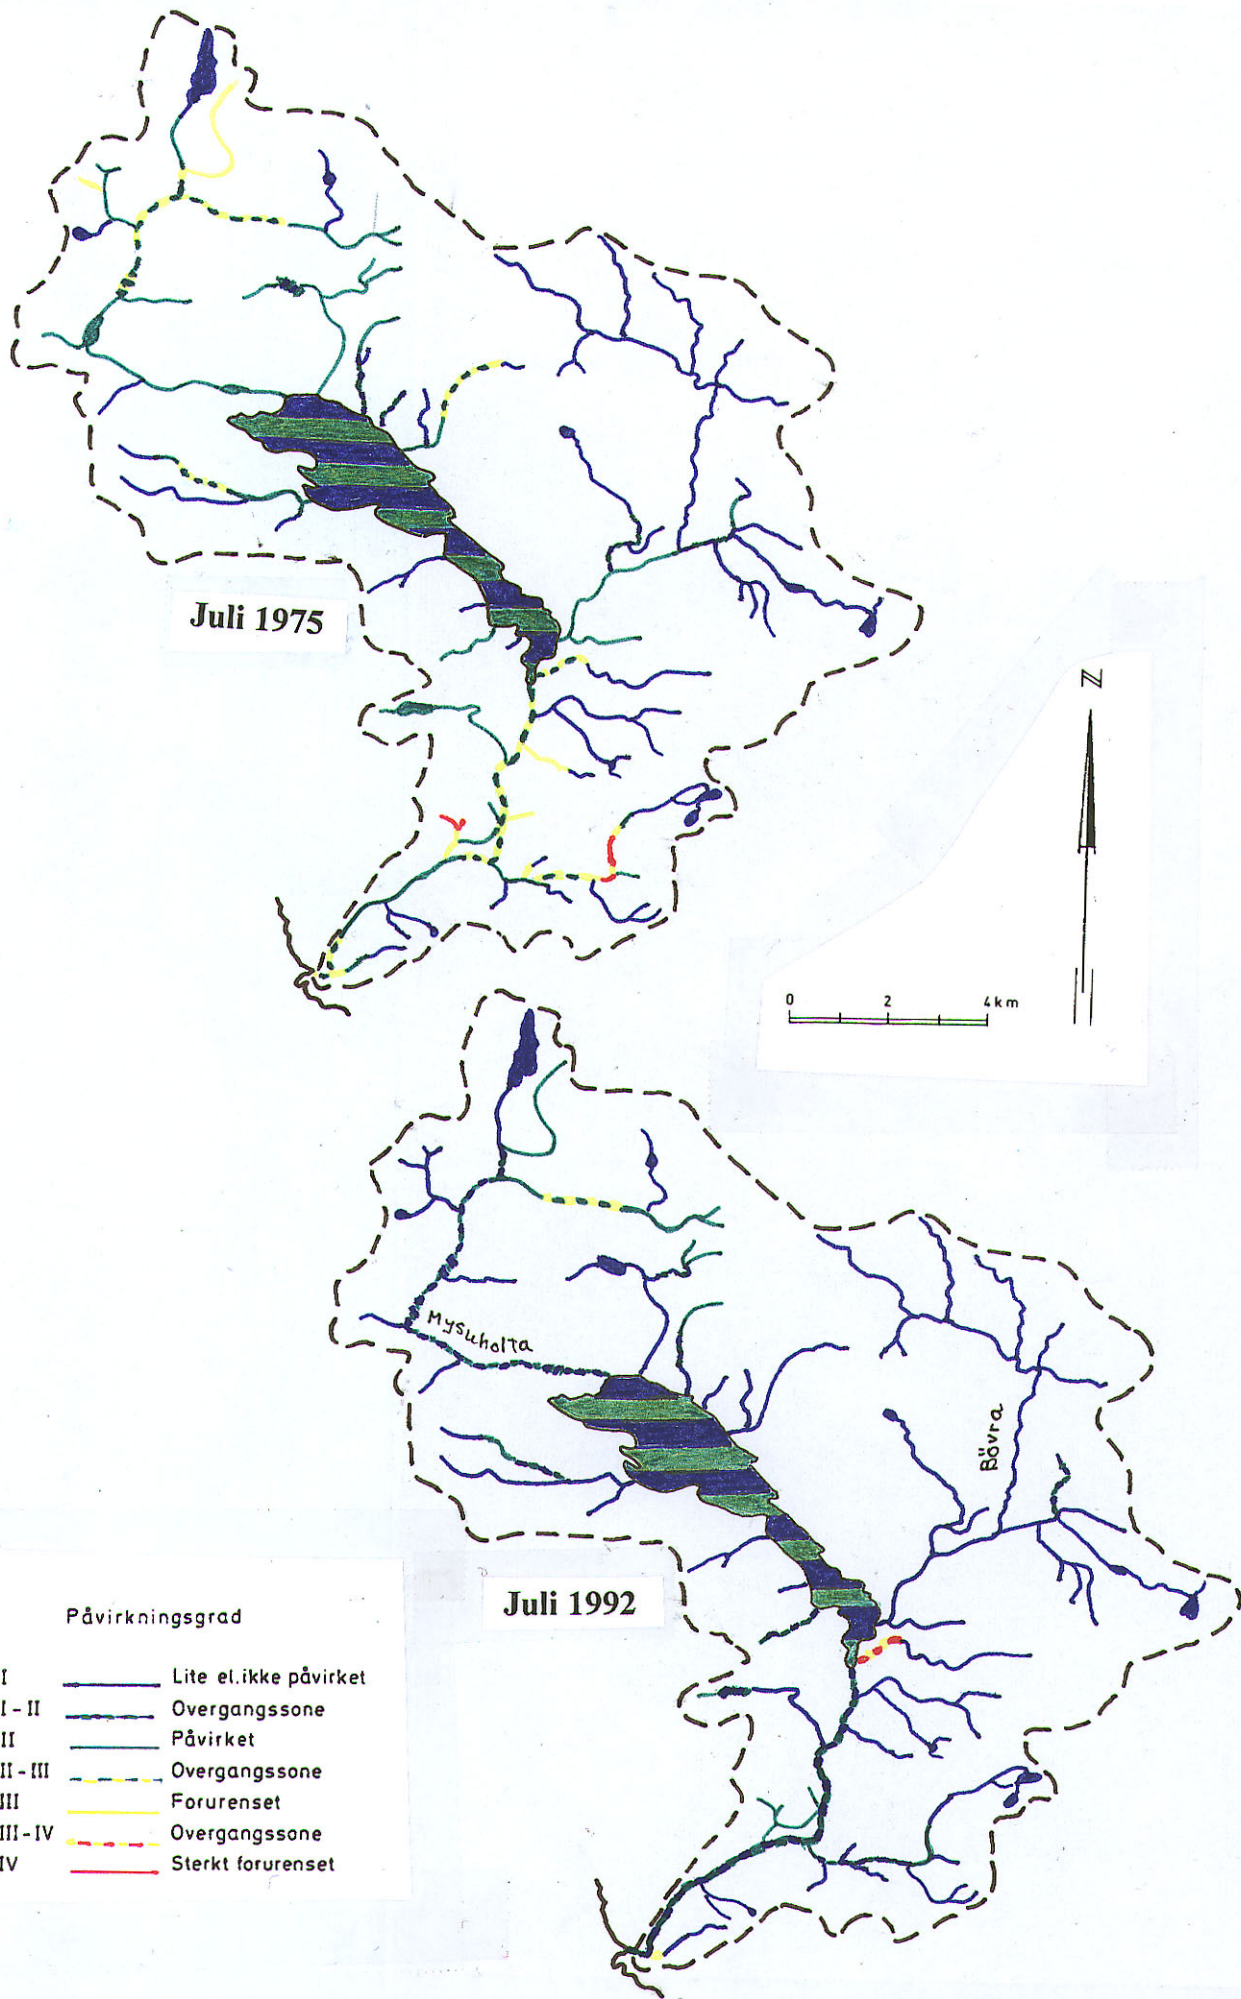 Juli 1975
N
0 2 4 km
Mysuholta
Bövra
Juli 1992
Påvirkningsgrad
I Lite el.ikke påvirket
I - II Overgangssone
II Påvirket
II - III Overgangssone
III Forurenset
III - IV Overgangssone
IV Sterkt forurenset